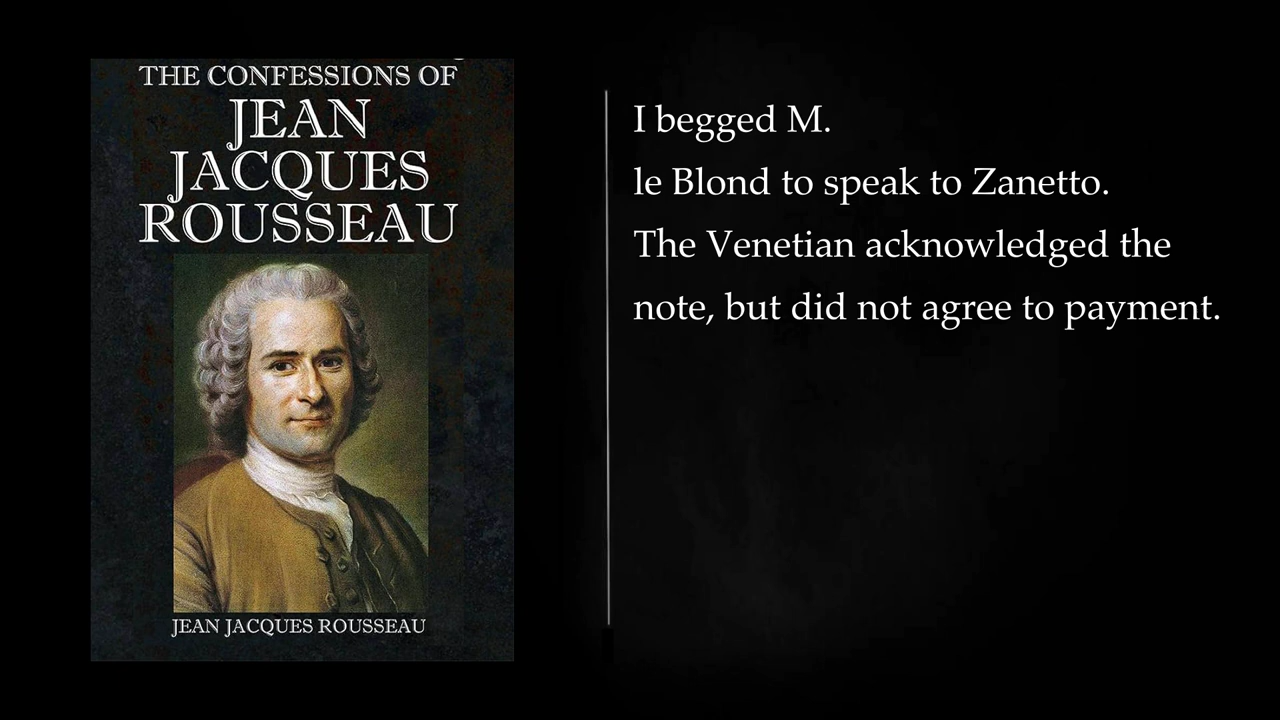 THE CONFESSIONS OF
JEAN
JACQUES
ROUSSEAU
JEAN JACQUES ROUSSEAU
I begged M.
le Blond to speak to Zanetto.
The Venetian acknowledged the
note, but did not agree to payment.